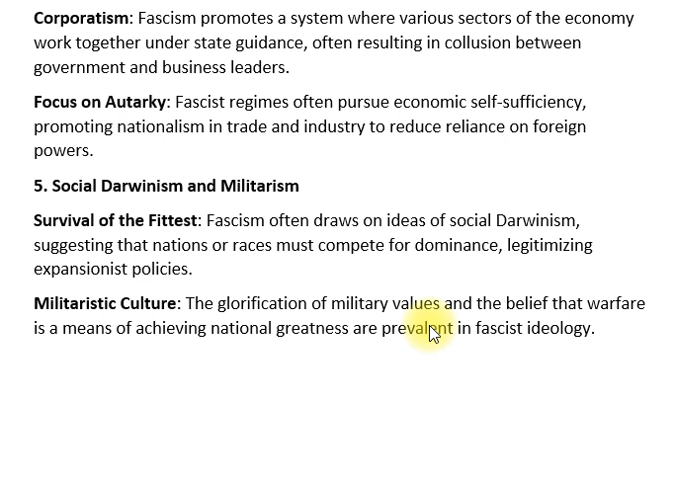 Corporatism: Fascism promotes a system where various sectors of the economy
work together under state guidance, often resulting in collusion between
government and business leaders.
Focus on Autarky: Fascist regimes often pursue economic self-sufficiency,
promoting nationalism in trade and industry to reduce reliance on foreign
powers.
5. Social Darwinism and Militarism
Survival of the Fittest: Fascism often draws on ideas of social Darwinism,
suggesting that nations or races must compete for dominance, legitimizing
expansionist policies.
Militaristic Culture: The glorification of military values and the belief that warfare
is a means of achieving national greatness are prevalent in fascist ideology.